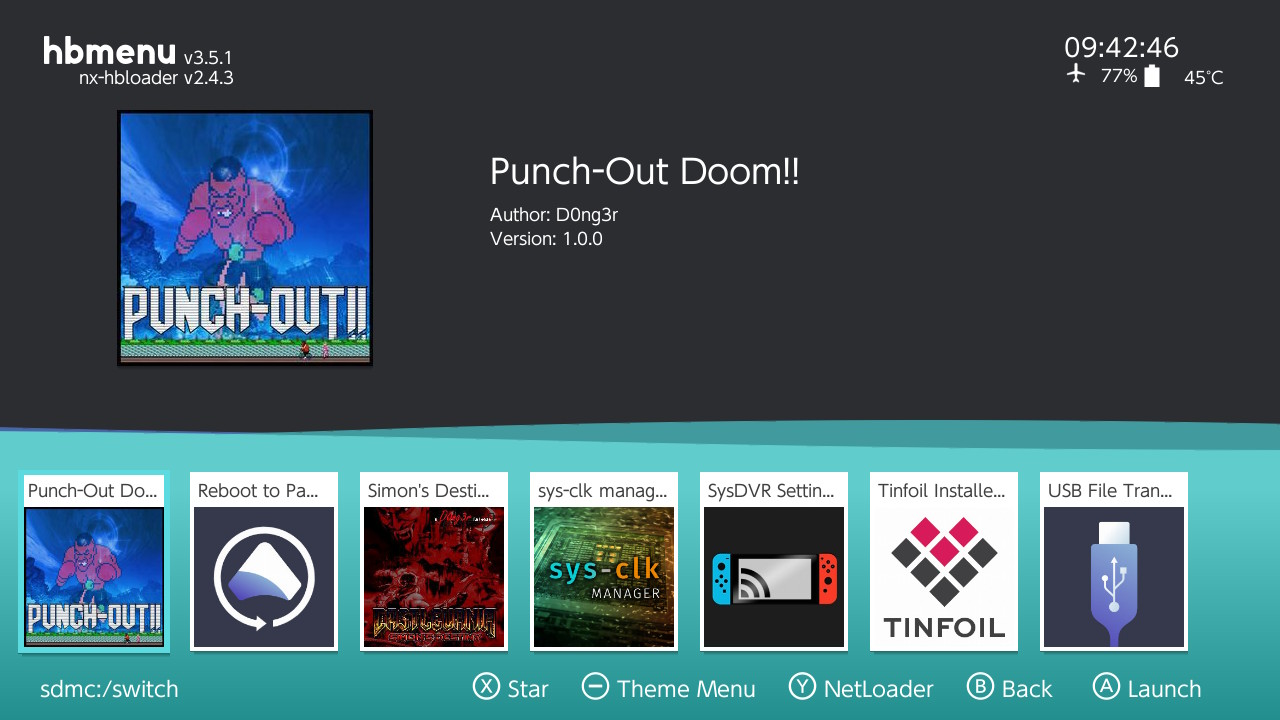 hbmenu v3.5.1
nx-hbloader v2.4.3
09:42:46
77% 45°C
PUNCH-OUT!!
Punch-Out Doom!!
Author: D0ng3r
Version: 1.0.0
Punch-Out Do...
Reboot to Pa...
Simon's Desti...
sys-clk manag...
SysDVR Settin...
Tinfoil Installe...
USB File Tran...
PUNCH-OUT!!
D0ng3r
sys-clk
MANAGER
TINFOIL
sdmc:/switch
X Star
Theme Menu
Y NetLoader
B Back
A Launch